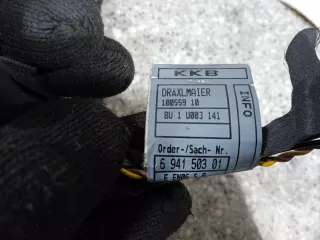 KKB
DRAXLMAIER
100559 10
BU 1 U003 141
INFO
Order-/Sach- Nr.
6 941 503 01